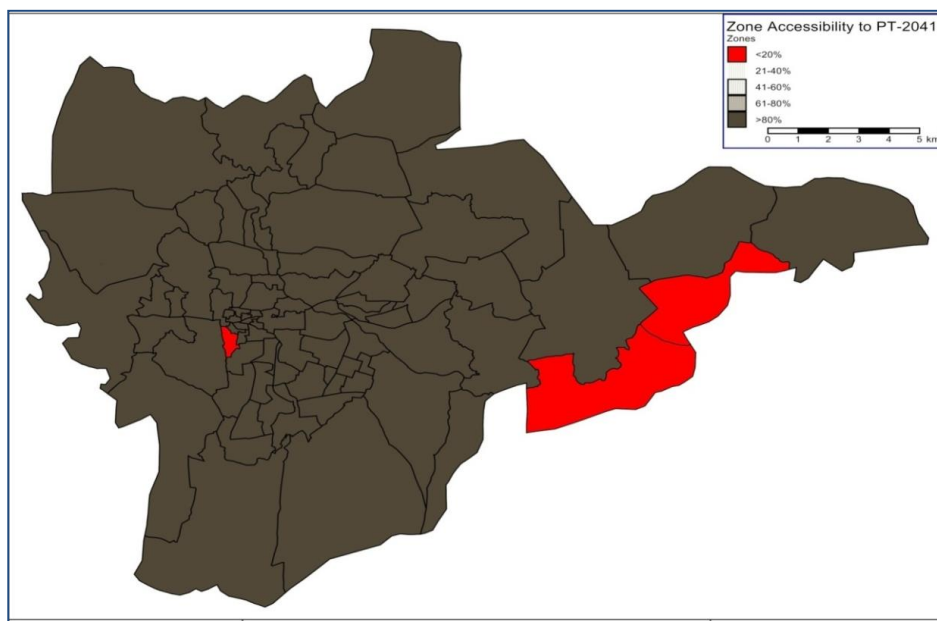 Zone Accessibility to PT-2041
Zones
<20%
21-40%
41-60%
61-80%
>80%
0 1 2 3 4 5 km